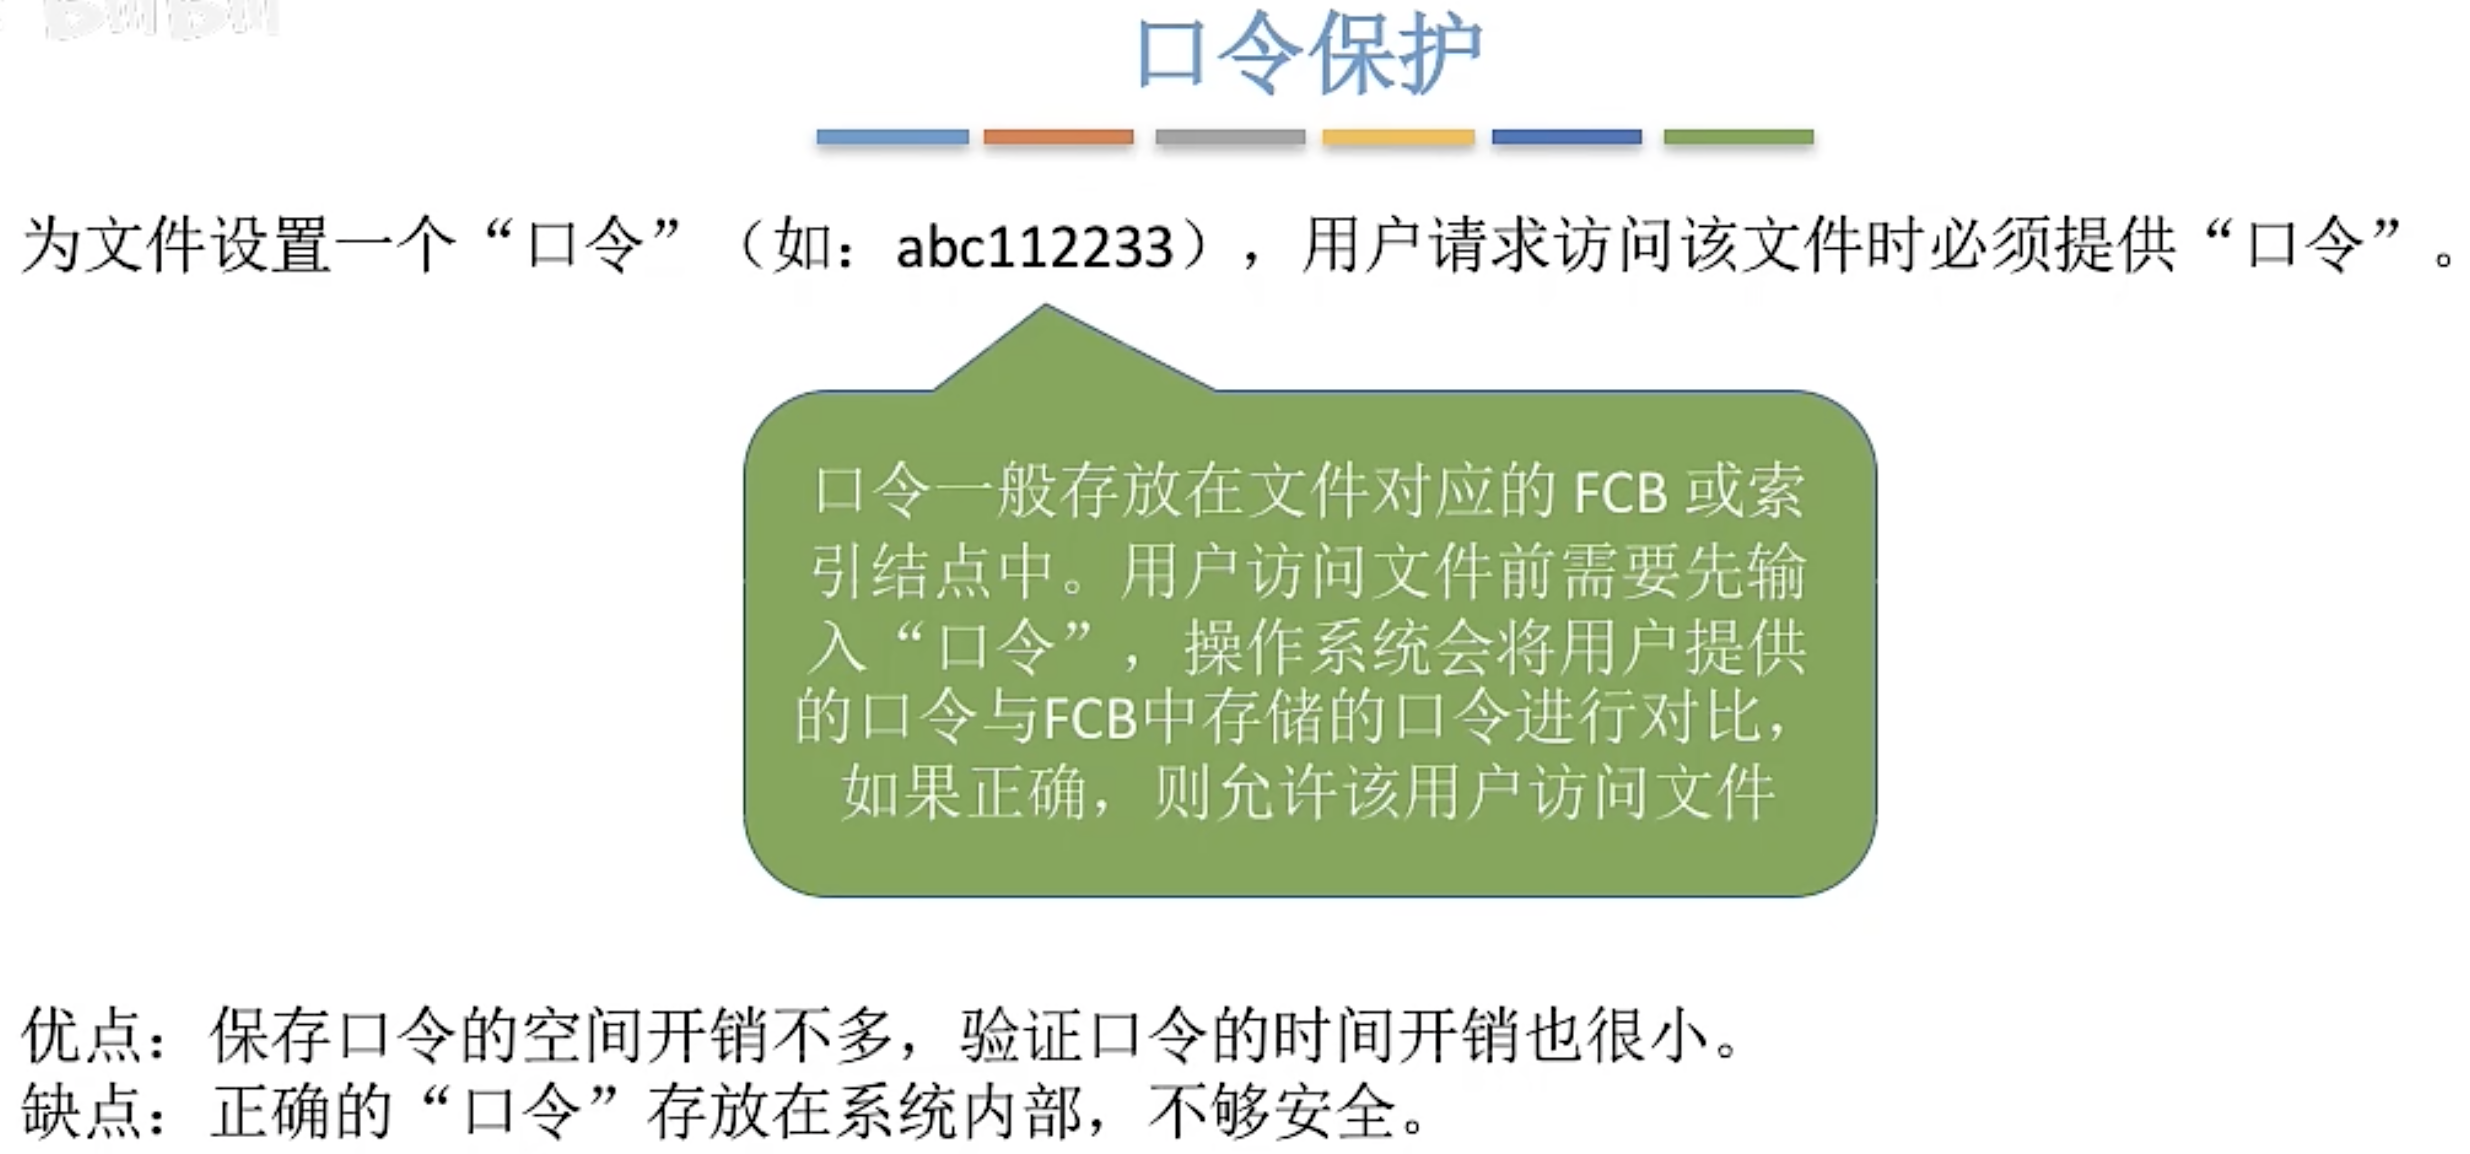 口令保护
为文件设置一个“口令”（如：abc112233），用户请求访问该文件时必须提供“口令”。
口令一般存放在文件对应的 FCB 或索
引结点中。用户访问文件前需要先输
入“口令”，操作系统会将用户提供
的口令与FCB中存储的口令进行对比，
如果正确，则允许该用户访问文件
优点：保存口令的空间开销不多，验证口令的时间开销也很小。
缺点：正确的“口令”存放在系统内部，不够安全。